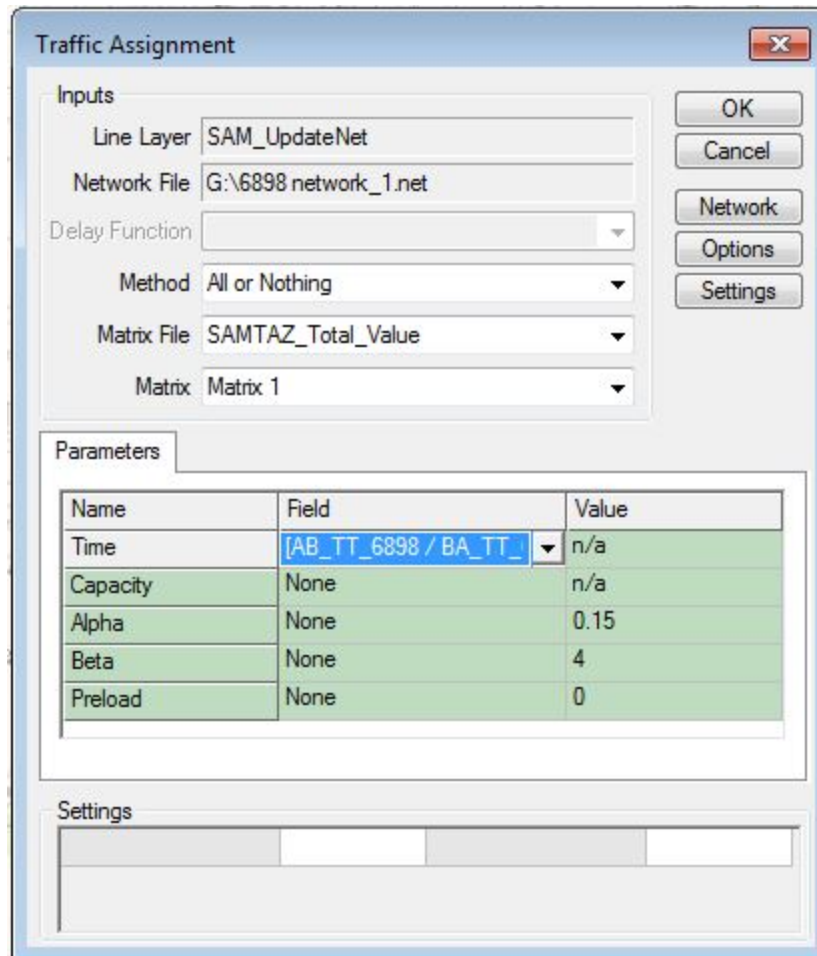 Traffic Assignment
Inputs
Line Layer SAM_UpdateNet
Network File G:\6898 network_1.net
Delay Function
Method All or Nothing
Matrix File SAMTAZ_Total_Value
Matrix Matrix 1
OK
Cancel
Network
Options
Settings
Parameters
Name Field Value
Time [AB_TT_6898 / BA_TT_ n/a
Capacity None n/a
Alpha None 0.15
Beta None 4
Preload None 0
Settings